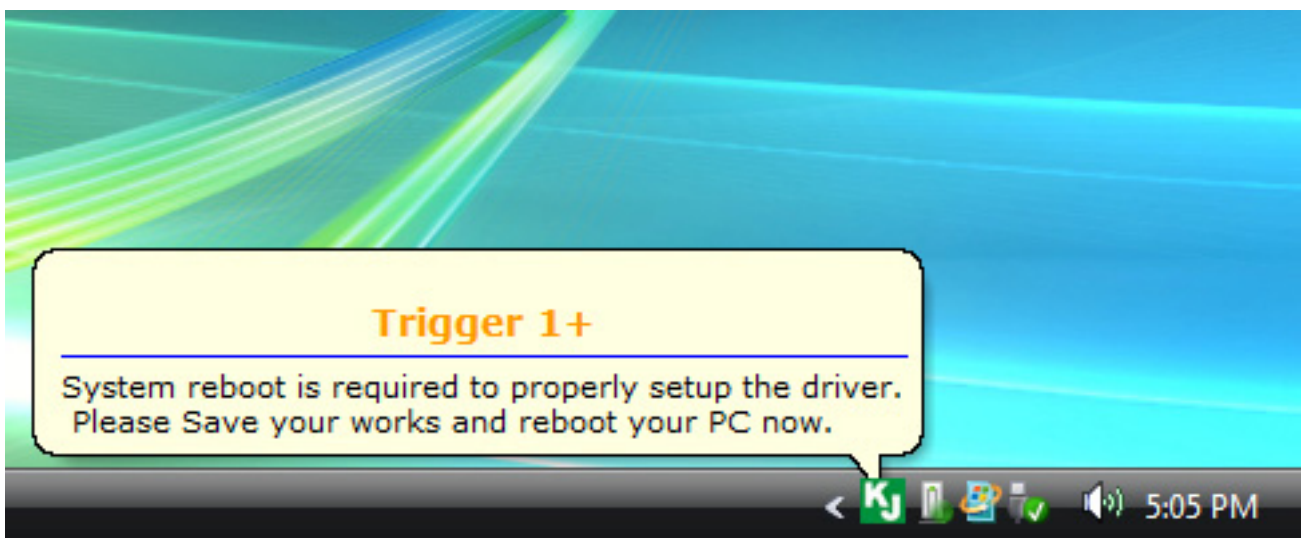 Trigger 1+
System reboot is required to properly setup the driver.
Please Save your works and reboot your PC now.
KJ
5:05 PM